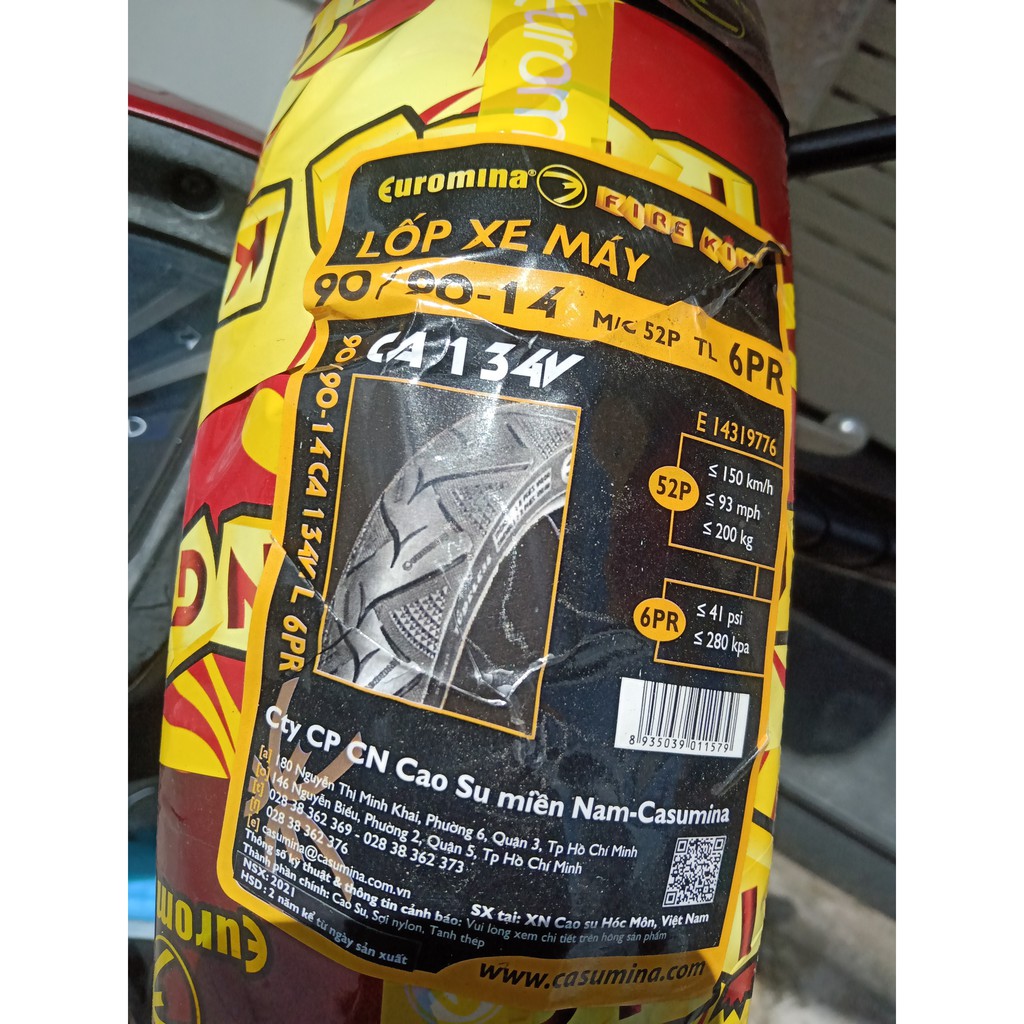 Eurom
Euromina® FIRE KING
LỐP XE MÁY
90/90-14 M/C 52P TL 6PR
CA134V
90/90-14 CA134V TL 6PR
E 14319776
52P
≤ 150 km/h
≤ 93 mph
≤ 200 kg
6PR
≤ 41 psi
≤ 280 kpa
8 935039 011579
Cty CP CN Cao Su miền Nam-Casumina
[a] 180 Nguyễn Thị Minh Khai, Phường 6, Quận 3, Tp Hồ Chí Minh
146 Nguyễn Biểu, Phường 2, Quận 5, Tp Hồ Chí Minh
028 38 362 369 - 028 38 362 373
028 38 362 376
[e] casumina@casumina.com.vn
Thông số kỹ thuật & thông tin cảnh báo: Vui lòng xem chi tiết trên hông sản phẩm
Thành phần chính: Cao Su, Sợi nylon, Tanh thép
SX tại: XN Cao su Hóc Môn, Việt Nam
NSX: 2021
HSD: 2 năm kể từ ngày sản xuất
www.casumina.com
Eurom